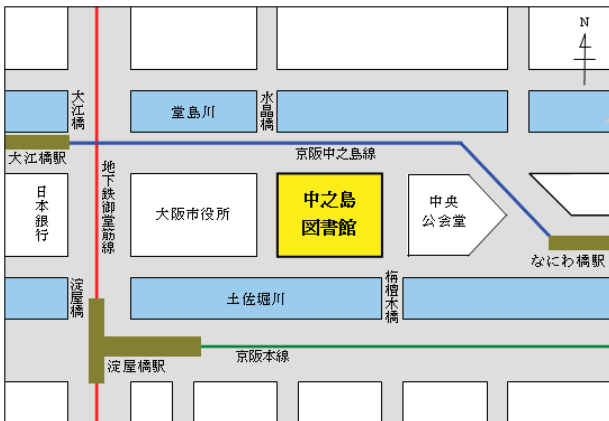 N
大江橋
堂島川
水晶橋
大江橋駅
京阪中之島線
地下鉄御堂筋線
日本銀行
大阪市役所
中之島
図書館
中央
公会堂
なにわ橋駅
淀屋橋
土佐堀川
栴檀木橋
京阪本線
淀屋橋駅